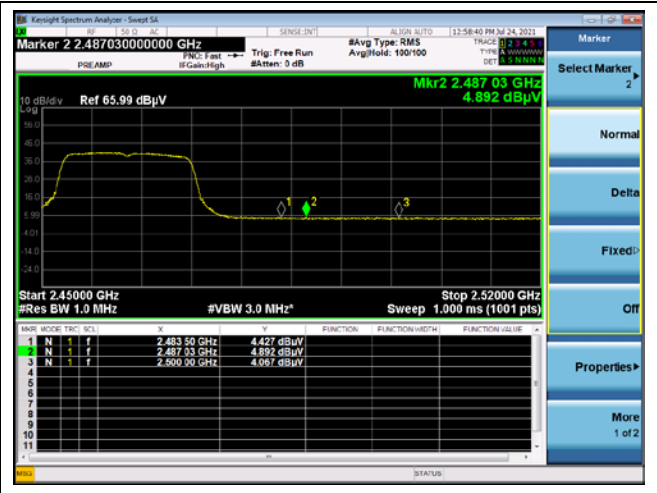 Keysight Spectrum Analyzer - Swept SA
RF 50 Ω AC SENSE:INT ALIGN AUTO 12:58:40 PM Jul 24, 2021
Marker 2 2.487030000000 GHz
PREAMP
PNO: Fast
IFGain:High
Trig: Free Run
#Atten: 0 dB
#Avg Type: RMS
Avg|Hold: 100/100
TRACE 1 2 3 4 5
TYPE A WWWWW
DET A S N N N N
Marker
Select Marker
2
Normal
Delta
Fixed
Off
Properties
More
1 of 2
Mkr2 2.487 03 GHz
4.892 dBµV
10 dB/div Ref 65.99 dBµV
Log
56.0
46.0
36.0
26.0
16.0
5.99
-4.01
-14.0
-24.0
1
2
3
Start 2.45000 GHz Stop 2.52000 GHz
#Res BW 1.0 MHz #VBW 3.0 MHz* Sweep 1.000 ms (1001 pts)
MKR MODE TRC SCL X Y FUNCTION FUNCTION WIDTH FUNCTION VALUE
1 N 1 f 2.483 50 GHz 4.427 dBµV
2 N 1 f 2.487 03 GHz 4.892 dBµV
3 N 1 f 2.500 00 GHz 4.067 dBµV
4
5
6
7
8
9
10
11
MSG STATUS